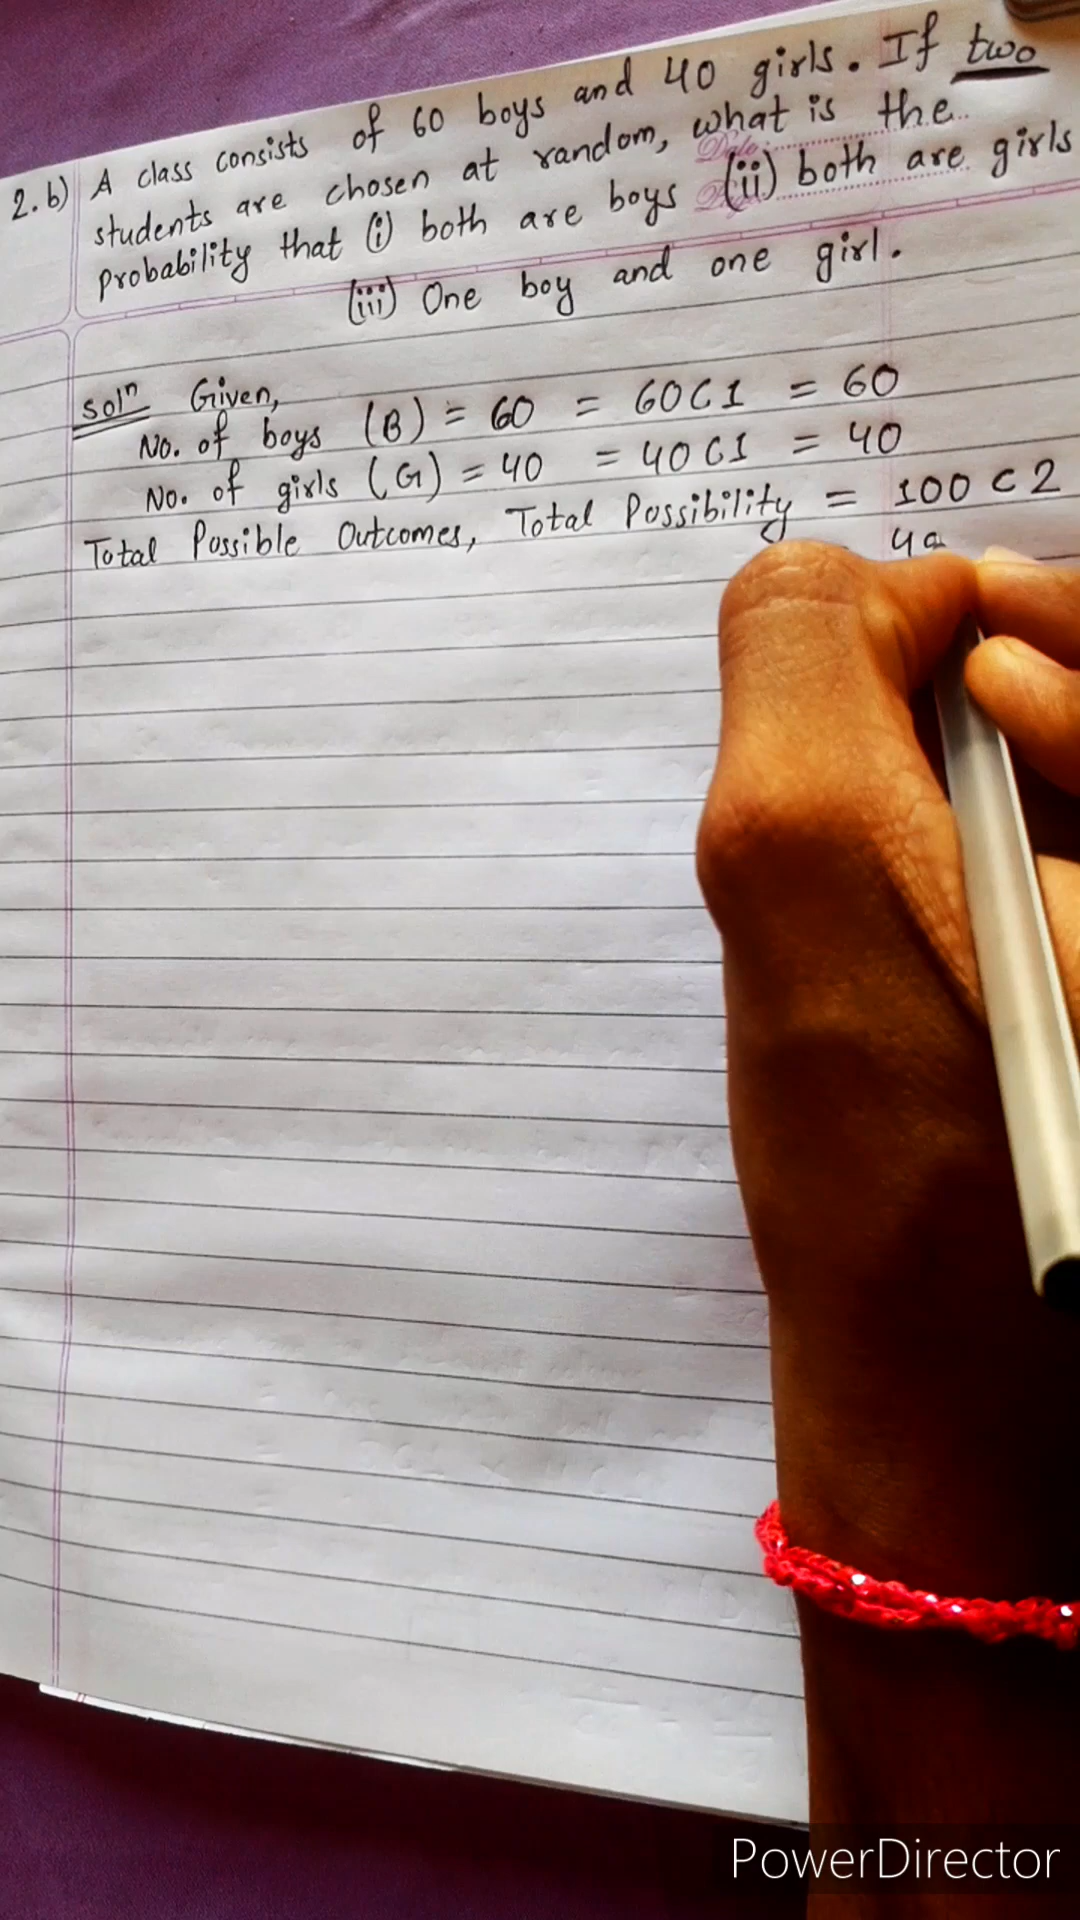 2.b) A class consists of 60 boys and 40 girls. If two
students are chosen at random, what is the
probability that (i) both are boys (ii) both are girls
(iii) One boy and one girl.
Solⁿ Given,
No. of boys (B) = 60 = 60C1 = 60
No. of girls (G) = 40 = 40C1 = 40
Total Possible Outcomes, Total Possibility = 100C2
PowerDirector